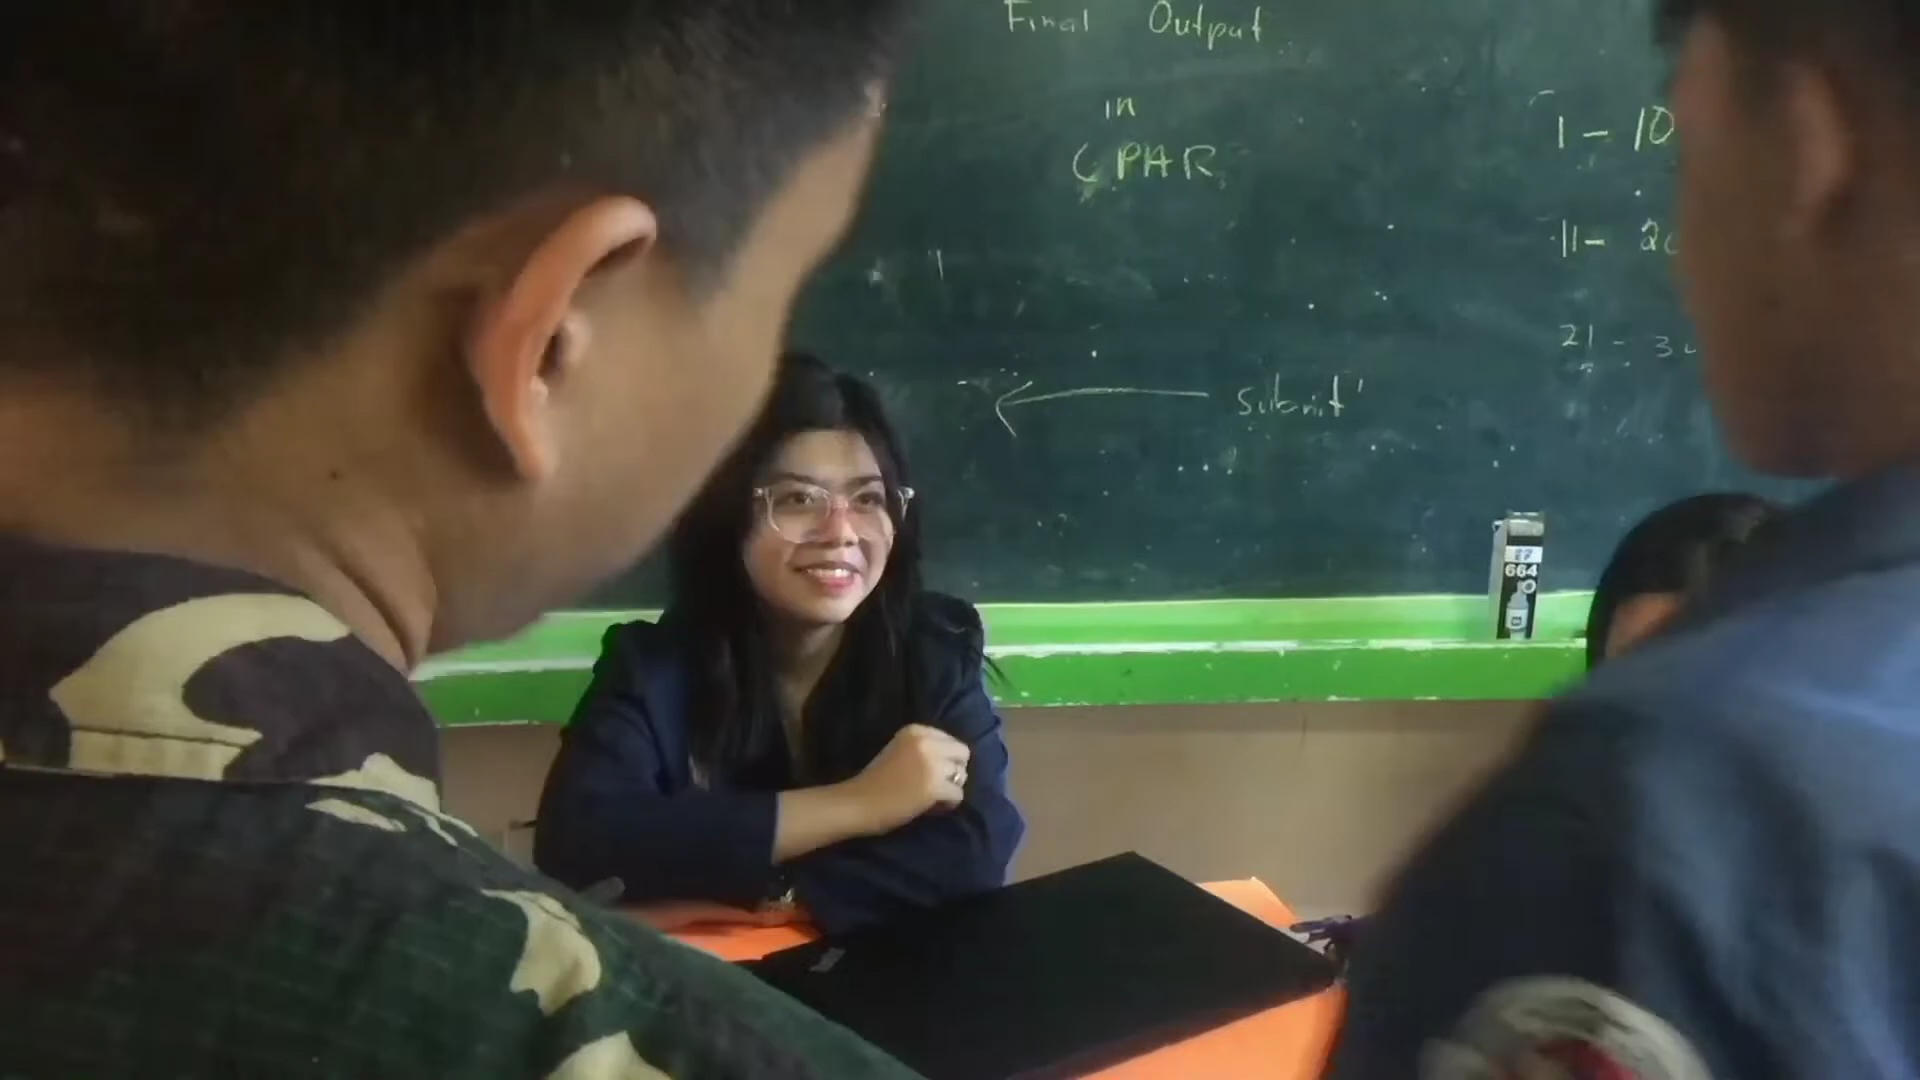 Final Output
in
CPAR
1 - 10
11 -
21 -
submit
664